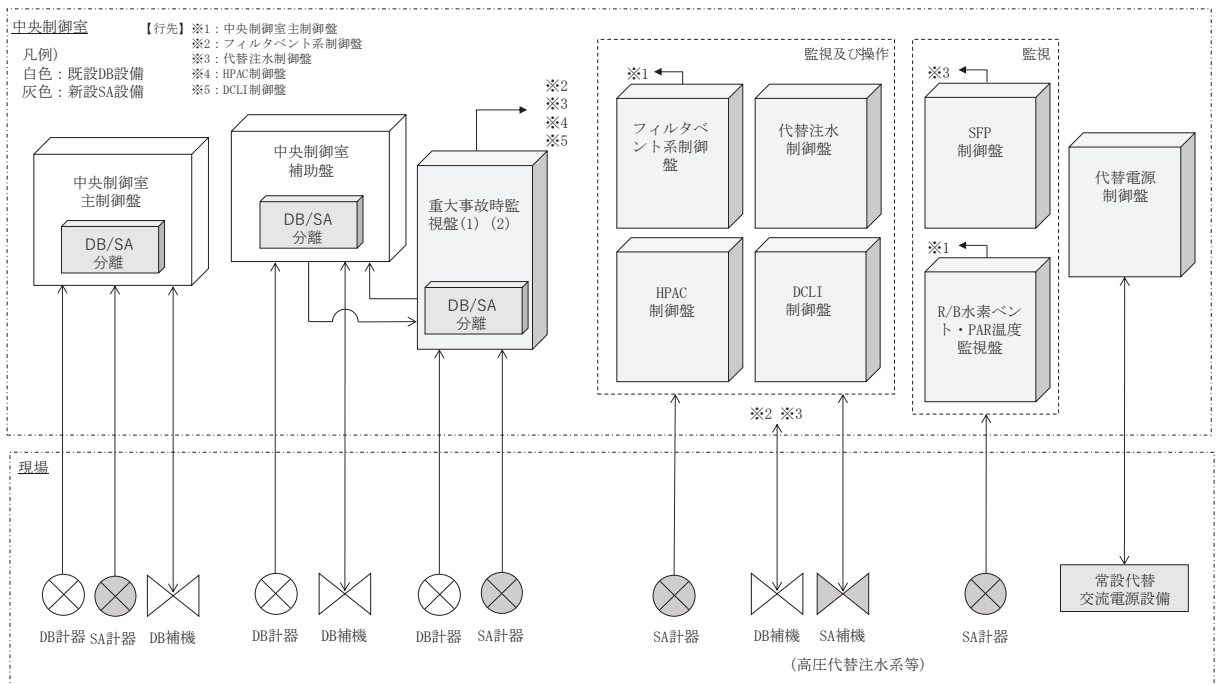 中央制御室
【行先】※1：中央制御室主制御盤
※2：フィルタベント系制御盤
※3：代替注水制御盤
※4：HPAC制御盤
※5：DCLI制御盤
凡例)
白色：既設DB設備
灰色：新設SA設備
中央制御室
主制御盤
DB/SA
分離
中央制御室
補助盤
DB/SA
分離
※2
※3
※4
※5
重大事故時監
視盤(1) (2)
DB/SA
分離
監視及び操作
※1
フィルタベ
ント系制御
盤
代替注水
制御盤
HPAC
制御盤
DCLI
制御盤
監視
※3
SFP
制御盤
※1
R/B水素ベン
ト・PAR温度
監視盤
代替電源
制御盤
※2 ※3
現場
DB計器
SA計器
DB補機
DB計器
DB補機
DB計器
SA計器
SA計器
DB補機
SA補機
(高圧代替注水系等)
SA計器
常設代替
交流電源設備